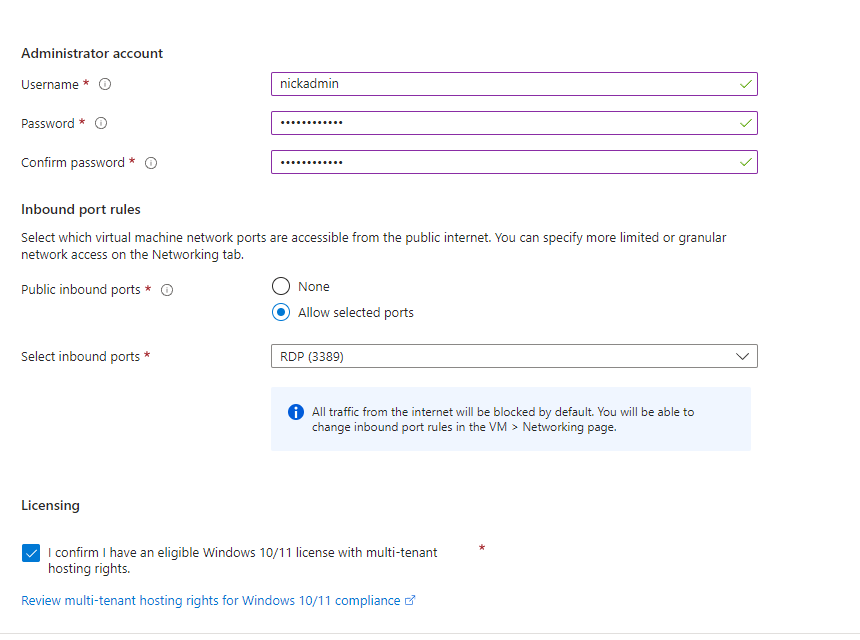 Administrator account
Username *
nickadmin
Password *
••••••••••••
Confirm password *
••••••••••••
Inbound port rules
Select which virtual machine network ports are accessible from the public internet. You can specify more limited or granular
network access on the Networking tab.
Public inbound ports *
None
Allow selected ports
Select inbound ports *
RDP (3389)
All traffic from the internet will be blocked by default. You will be able to
change inbound port rules in the VM > Networking page.
Licensing
I confirm I have an eligible Windows 10/11 license with multi-tenant *
hosting rights.
Review multi-tenant hosting rights for Windows 10/11 compliance